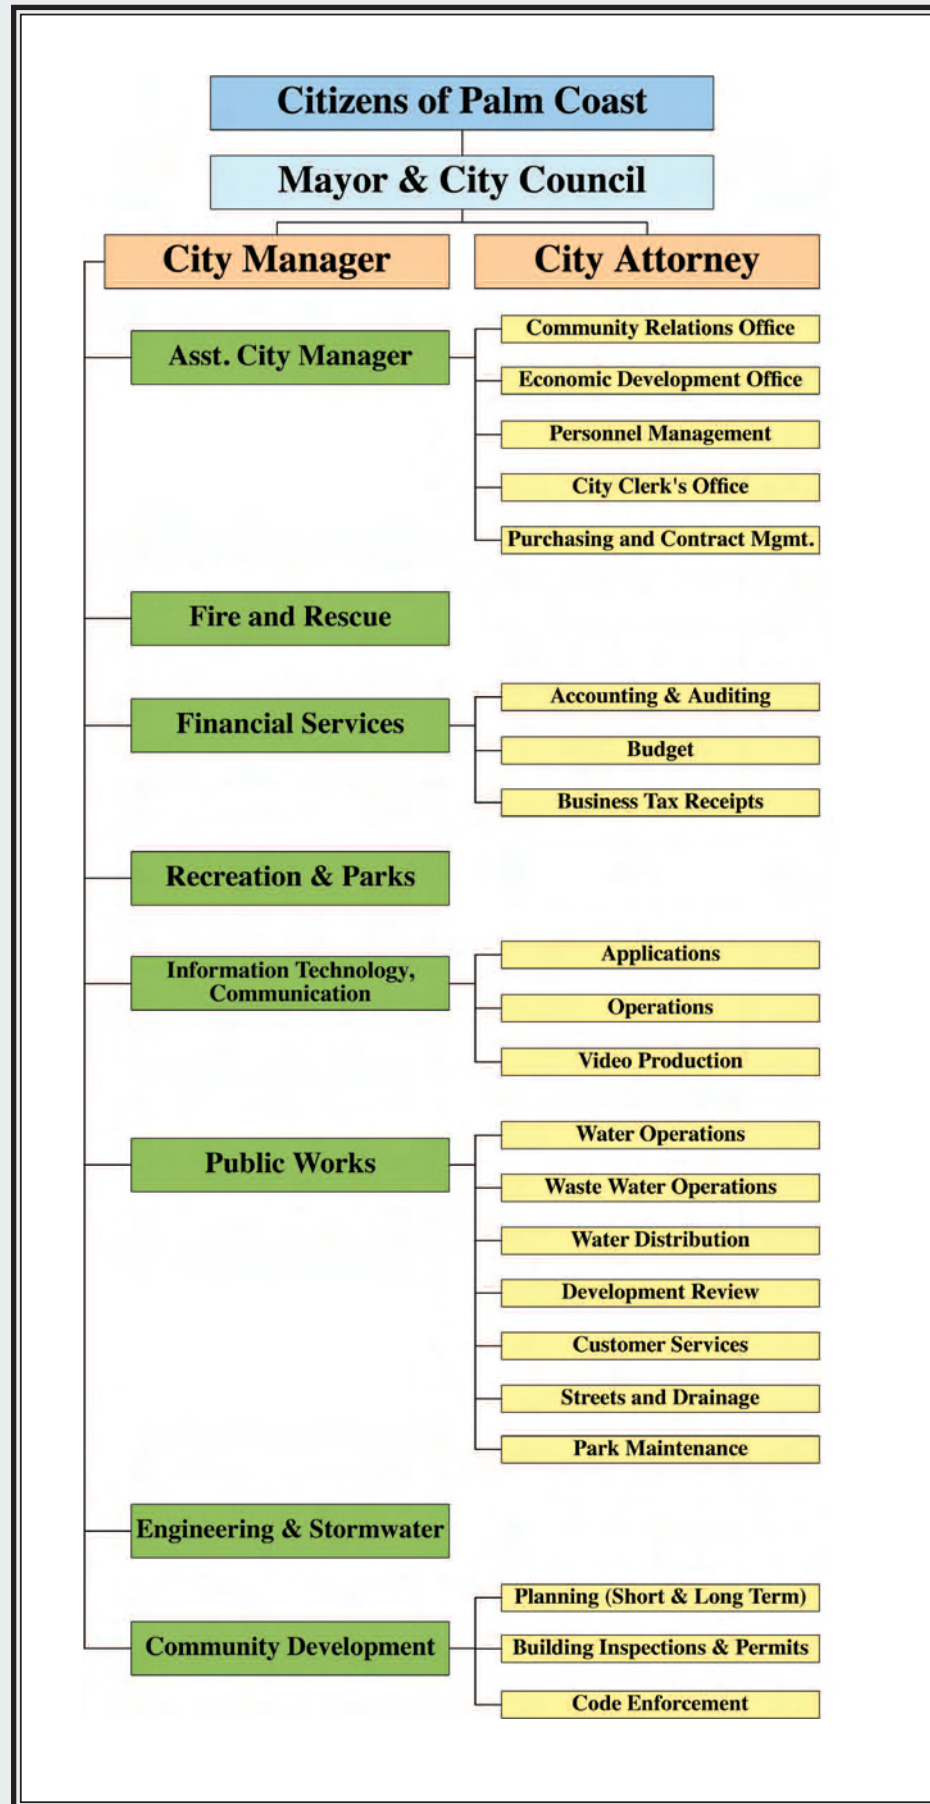 Citizens of Palm Coast
Mayor & City Council
City Manager
City Attorney
Asst. City Manager
Community Relations Office
Economic Development Office
Personnel Management
City Clerk's Office
Purchasing and Contract Mgmt.
Fire and Rescue
Financial Services
Accounting & Auditing
Budget
Business Tax Receipts
Recreation & Parks
Information Technology,
Communication
Applications
Operations
Video Production
Public Works
Water Operations
Waste Water Operations
Water Distribution
Development Review
Customer Services
Streets and Drainage
Park Maintenance
Engineering & Stormwater
Community Development
Planning (Short & Long Term)
Building Inspections & Permits
Code Enforcement